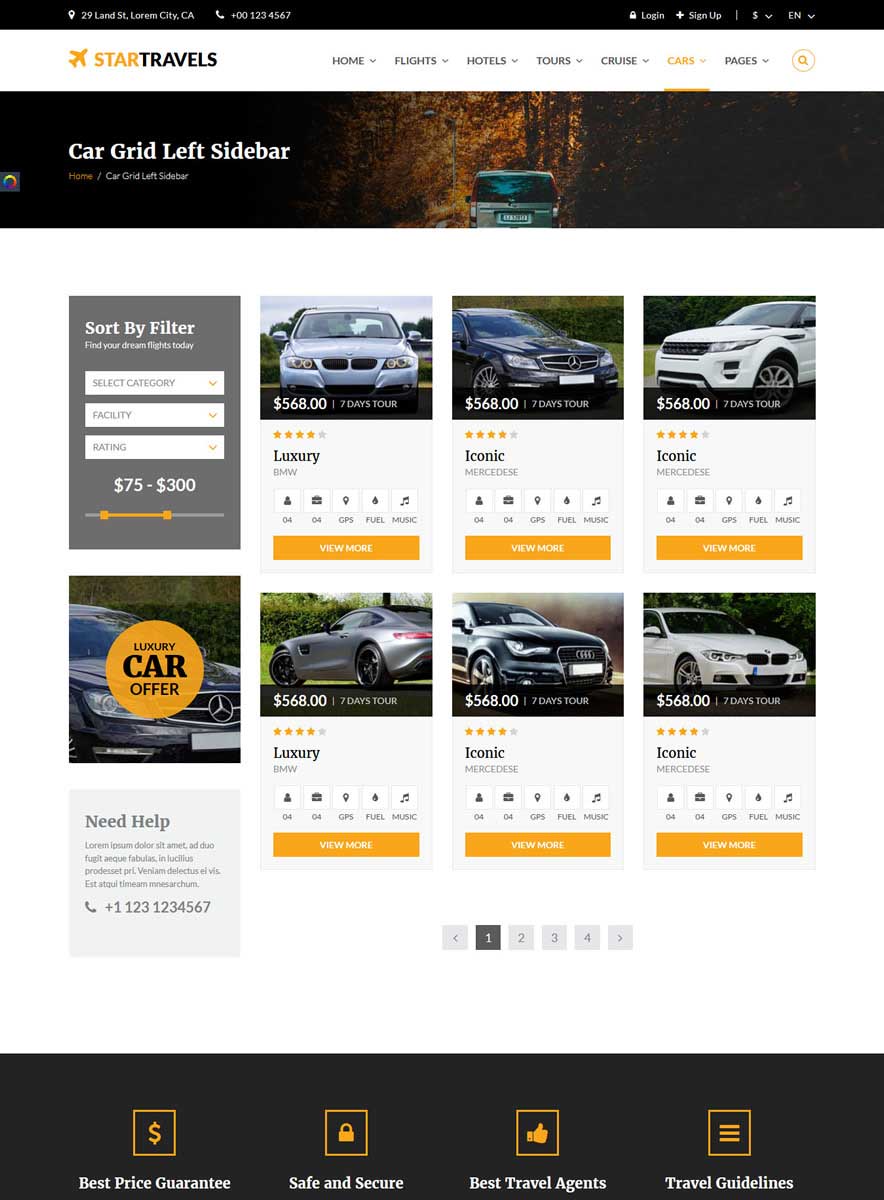 29 Land St, Lorem City, CA +00 123 4567 Login Sign Up | $ EN
STARTRAVELS HOME FLIGHTS HOTELS TOURS CRUISE CARS PAGES
Car Grid Left Sidebar
Home / Car Grid Left Sidebar
Sort By Filter
Find your dream flights today
SELECT CATEGORY
FACILITY
RATING
$75 - $300
LUXURY
CAR
OFFER
Need Help
Lorem ipsum dolor sit amet, ad duo
fugit aeque fabulas, in lucilius
prodesset pri. Veniam delectus ei vis.
Est atqui timeam mnesarchum.
+1 123 1234567
$568.00 | 7 DAYS TOUR
Luxury
BMW
04 04 GPS FUEL MUSIC
VIEW MORE
$568.00 | 7 DAYS TOUR
Iconic
MERCEDESE
04 04 GPS FUEL MUSIC
VIEW MORE
$568.00 | 7 DAYS TOUR
Iconic
MERCEDESE
04 04 GPS FUEL MUSIC
VIEW MORE
$568.00 | 7 DAYS TOUR
Luxury
BMW
04 04 GPS FUEL MUSIC
VIEW MORE
$568.00 | 7 DAYS TOUR
Iconic
MERCEDESE
04 04 GPS FUEL MUSIC
VIEW MORE
$568.00 | 7 DAYS TOUR
Iconic
MERCEDESE
04 04 GPS FUEL MUSIC
VIEW MORE
< 1 2 3 4 >
$
Best Price Guarantee Safe and Secure Best Travel Agents Travel Guidelines